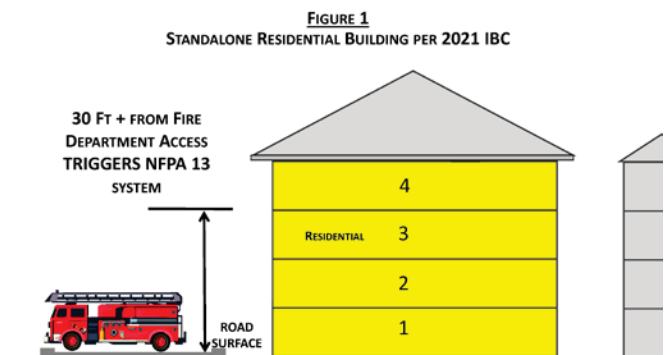 FIGURE 1
STANDALONE RESIDENTIAL BUILDING PER 2021 IBC
30 FT + FROM FIRE
DEPARTMENT ACCESS
TRIGGERS NFPA 13
SYSTEM
4
RESIDENTIAL 3
2
1
ROAD
SURFACE